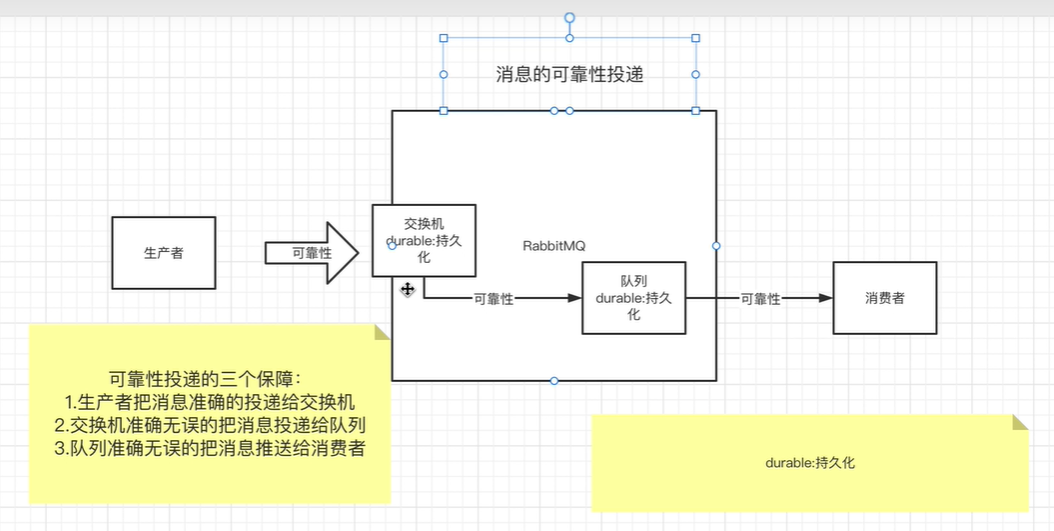 消息的可靠性投递
生产者
可靠性
交换机
durable:持久
化
RabbitMQ
可靠性
队列
durable:持久
化
可靠性
消费者
可靠性投递的三个保障：
1.生产者把消息准确的投递给交换机
2.交换机准确无误的把消息投递给队列
3.队列准确无误的把消息推送给消费者
durable:持久化